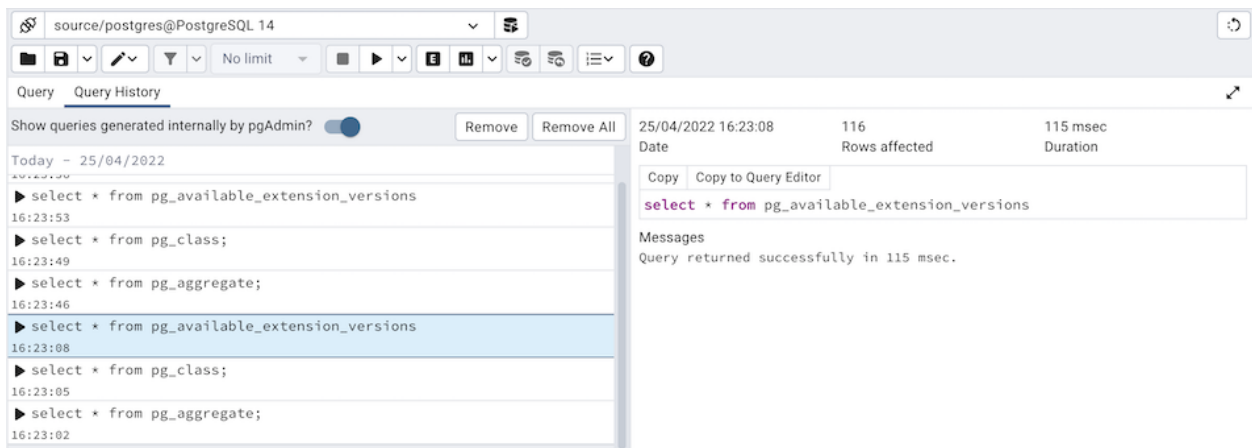 source/postgres@PostgreSQL 14
No limit
E
Query Query History
Show queries generated internally by pgAdmin?
Remove Remove All
Today - 25/04/2022
select * from pg_available_extension_versions
16:23:53
select * from pg_class;
16:23:49
select * from pg_aggregate;
16:23:46
select * from pg_available_extension_versions
16:23:08
select * from pg_class;
16:23:05
select * from pg_aggregate;
16:23:02
25/04/2022 16:23:08 116 115 msec
Date Rows affected Duration
Copy Copy to Query Editor
select * from pg_available_extension_versions
Messages
Query returned successfully in 115 msec.